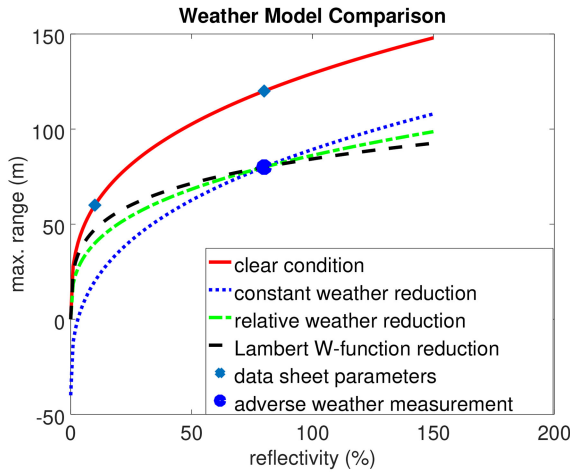 Weather Model Comparison
150
100
50
0
-50
max. range (m)
clear condition
constant weather reduction
relative weather reduction
Lambert W-function reduction
data sheet parameters
adverse weather measurement
0 50 100 150 200
reflectivity (%)